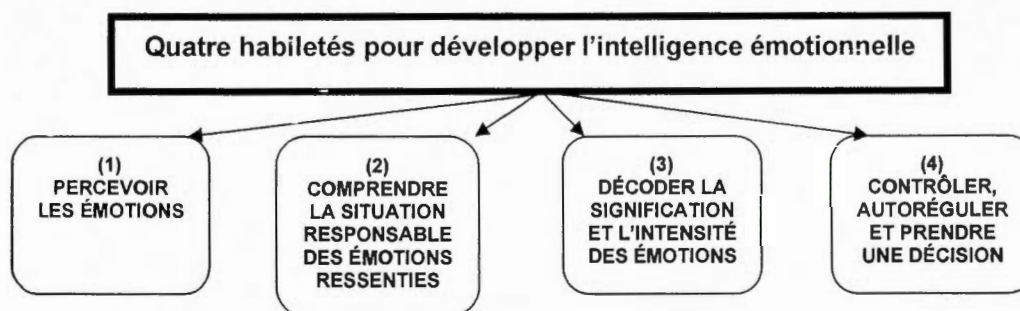 Quatre habiletés pour développer l'intelligence émotionnelle
(1)
PERCEVOIR
LES ÉMOTIONS
(2)
COMPRENDRE
LA SITUATION
RESPONSABLE
DES ÉMOTIONS
RESSENTIES
(3)
DÉCODER LA
SIGNIFICATION
ET L'INTENSITÉ
DES ÉMOTIONS
(4)
CONTRÔLER,
AUTORÉGULER
ET PRENDRE
UNE DÉCISION